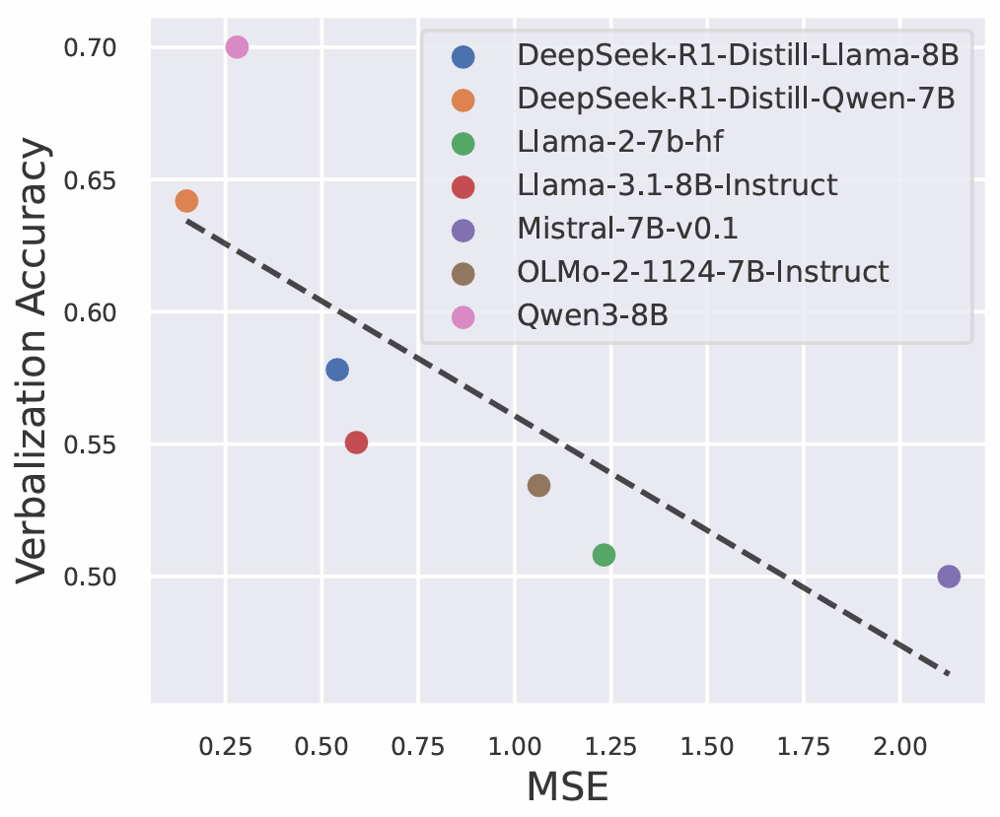 0.70
0.65
0.60
0.55
0.50
Verbalization Accuracy
DeepSeek-R1-Distill-Llama-8B
DeepSeek-R1-Distill-Qwen-7B
Llama-2-7b-hf
Llama-3.1-8B-Instruct
Mistral-7B-v0.1
OLMo-2-1124-7B-Instruct
Qwen3-8B
0.25 0.50 0.75 1.00 1.25 1.50 1.75 2.00
MSE